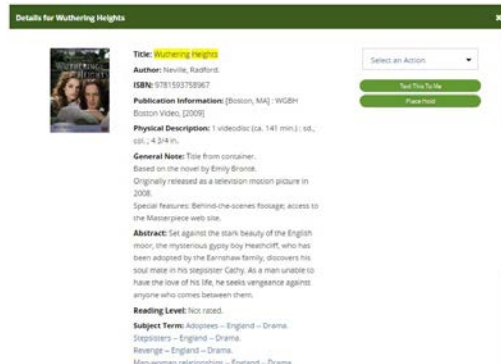 Details for Wuthering Heights
WUTHERING
HEIGHTS
Title: Wuthering Heights
Author: Neville, Radford.
ISBN: 9781593758967
Publication Information: [Boston, MA] : WGBH
Boston Video, [2009]
Physical Description: 1 videodisc (ca. 141 min.) : sd.,
col. ; 4 3/4 in.
General Note: Title from container.
Based on the novel by Emily Brontë.
Originally released as a television motion picture in
2008.
Special features: Behind-the-scenes footage; access to
the Masterpiece web site.
Abstract: Set against the stark beauty of the English
moor, the mysterious gypsy boy Heathcliff, who has
been adopted by the Earnshaw family, discovers his
soul mate in his stepsister Cathy. As a man unable to
have the love of his life, he seeks vengeance against
anyone who comes between them.
Reading Level: Not rated.
Subject Term: Adoptees -- England -- Drama.
Stepsisters -- England -- Drama.
Revenge -- England -- Drama.
Man-woman relationships -- England -- Drama.
Select an Action
Text This To Me
Place Hold